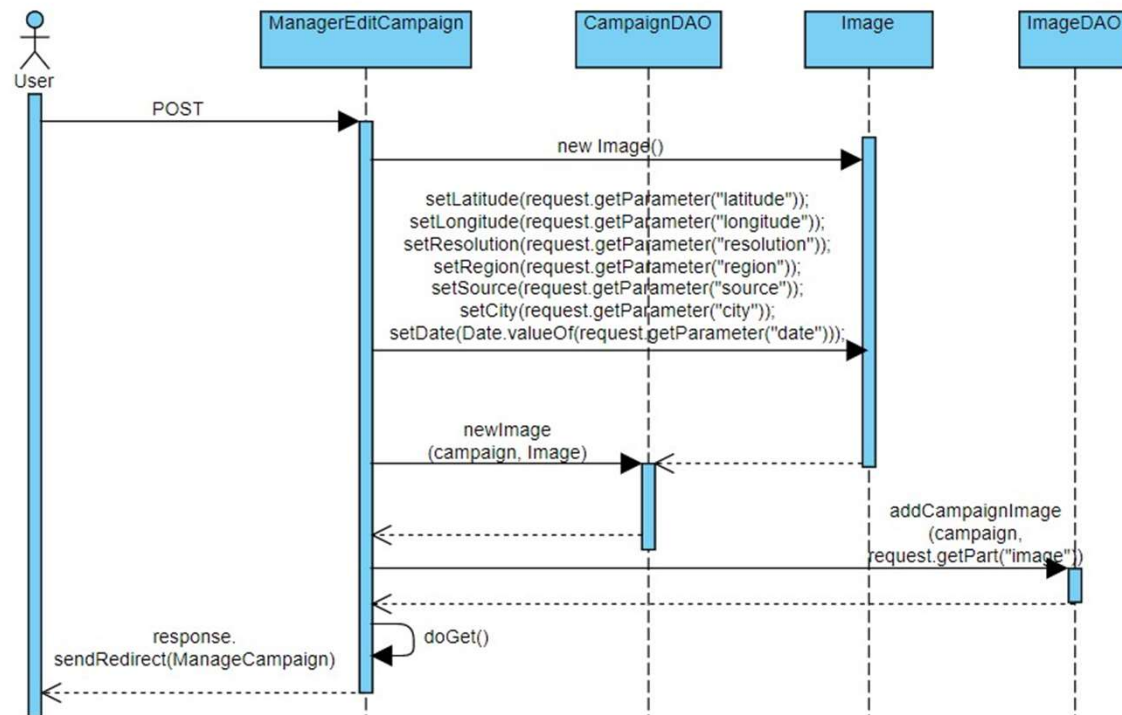 ManagerEditCampaign
CampaignDAO
Image
ImageDAO
User
POST
new Image()
setLatitude(request.getParameter("latitude"));
setLongitude(request.getParameter("longitude"));
setResolution(request.getParameter("resolution"));
setRegion(request.getParameter("region"));
setSource(request.getParameter("source"));
setCity(request.getParameter("city"));
setDate(Date.valueOf(request.getParameter("date")));
newImage
(campaign, Image)
addCampaignImage
(campaign,
request.getPart("image"))
doGet()
response.
sendRedirect(ManageCampaign)